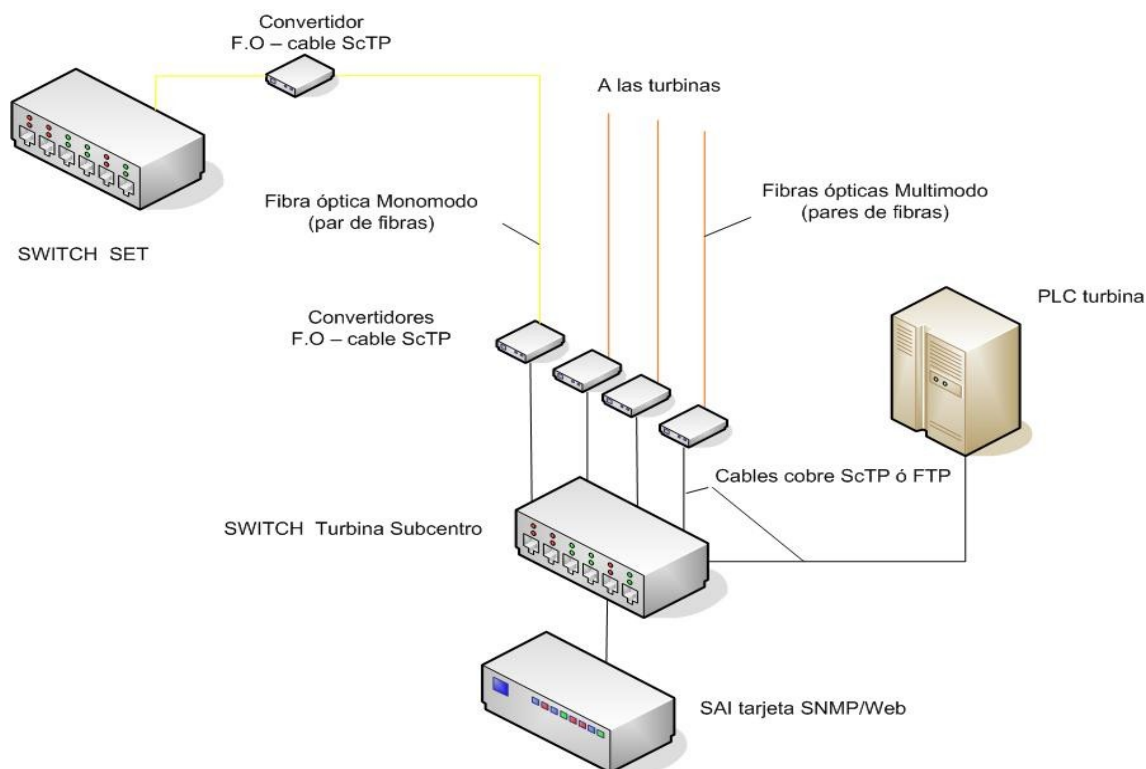 Convertidor
F.O – cable ScTP
A las turbinas
Fibra óptica Monomodo
(par de fibras)
Fibras ópticas Multimodo
(pares de fibras)
SWITCH SET
PLC turbina
Convertidores
F.O – cable ScTP
Cables cobre ScTP ó FTP
SWITCH Turbina Subcentro
SAI tarjeta SNMP/Web